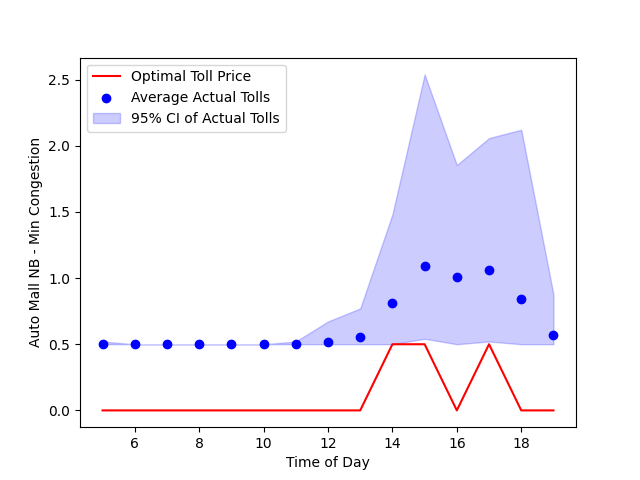 Optimal Toll Price
Average Actual Tolls
95% CI of Actual Tolls
Auto Mall NB - Min Congestion
2.5
2.0
1.5
1.0
0.5
0.0
6 8 10 12 14 16 18
Time of Day